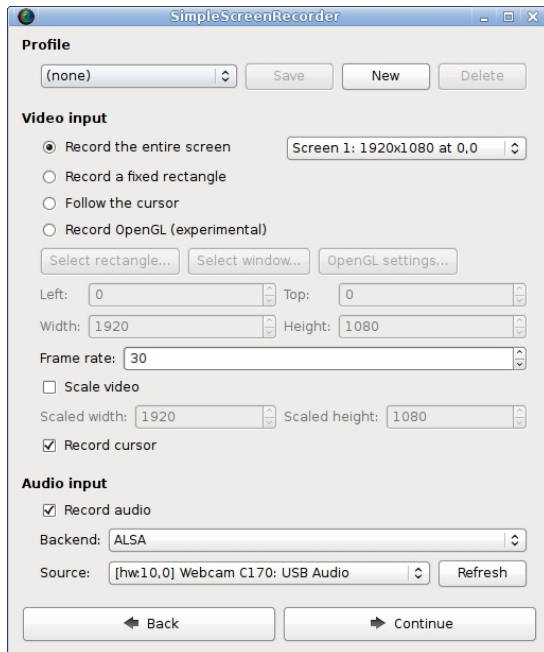 SimpleScreenRecorder
Profile
(none) Save New Delete
Video input
Record the entire screen Screen 1: 1920x1080 at 0,0
Record a fixed rectangle
Follow the cursor
Record OpenGL (experimental)
Select rectangle... Select window... OpenGL settings...
Left: 0 Top: 0
Width: 1920 Height: 1080
Frame rate: 30
Scale video
Scaled width: 1920 Scaled height: 1080
Record cursor
Audio input
Record audio
Backend: ALSA
Source: [hw:10,0] Webcam C170: USB Audio Refresh
Back Continue